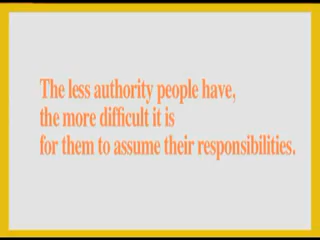 The less authority people have,
the more difficult it is
for them to assume their responsibilities.